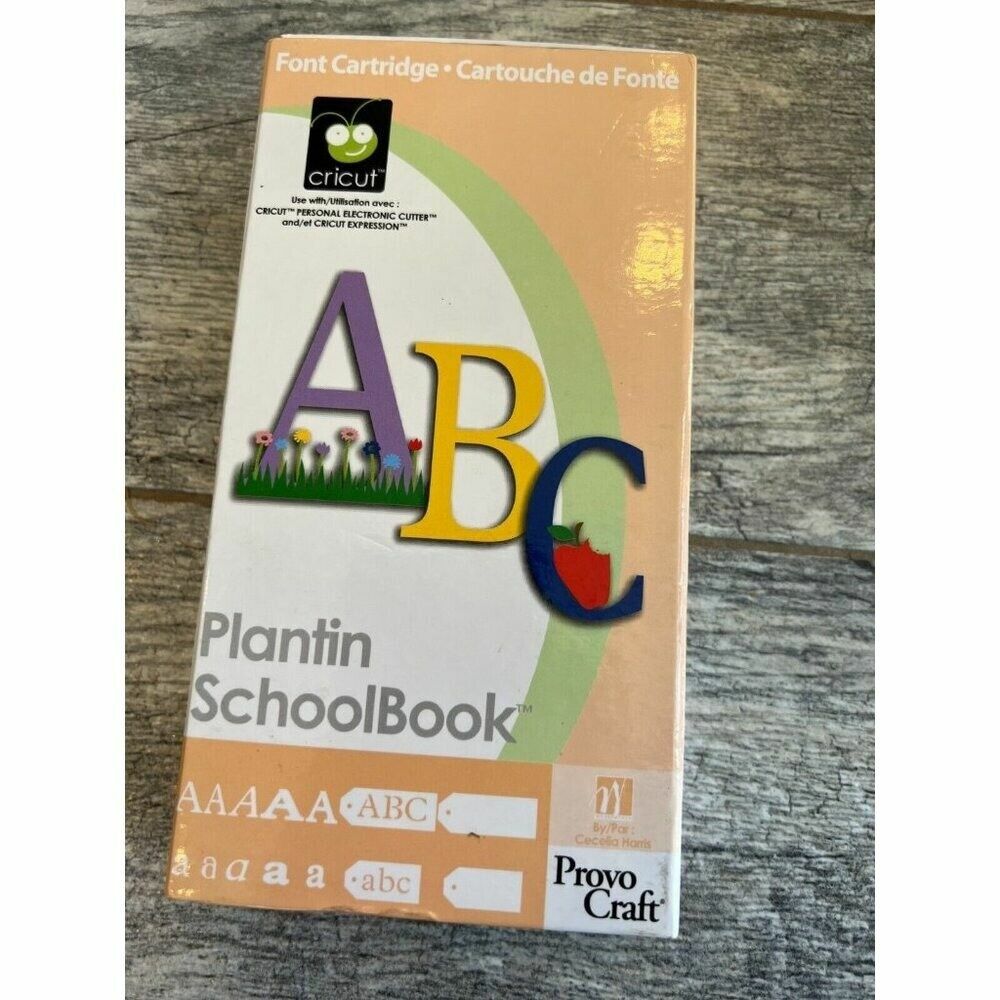 Font Cartridge • Cartouche de Fonte
cricut™
Use with/Utilisation avec :
CRICUT™ PERSONAL ELECTRONIC CUTTER™
and/et CRICUT EXPRESSION™
ABC
Plantin
SchoolBook™
AAAAA ABC
aaaaa abc
By/Par :
Cecelia Harris
Provo
Craft®